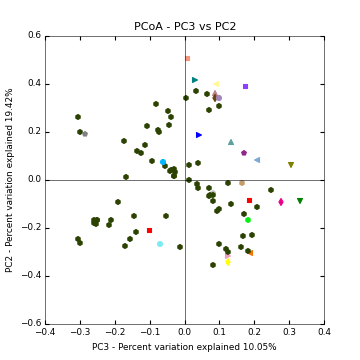 PCoA - PC3 vs PC2
0.6
0.4
0.2
0.0
−0.2
−0.4
−0.6
PC2 - Percent variation explained 19.42%
−0.4 −0.3 −0.2 −0.1 0.0 0.1 0.2 0.3 0.4
PC3 - Percent variation explained 10.05%